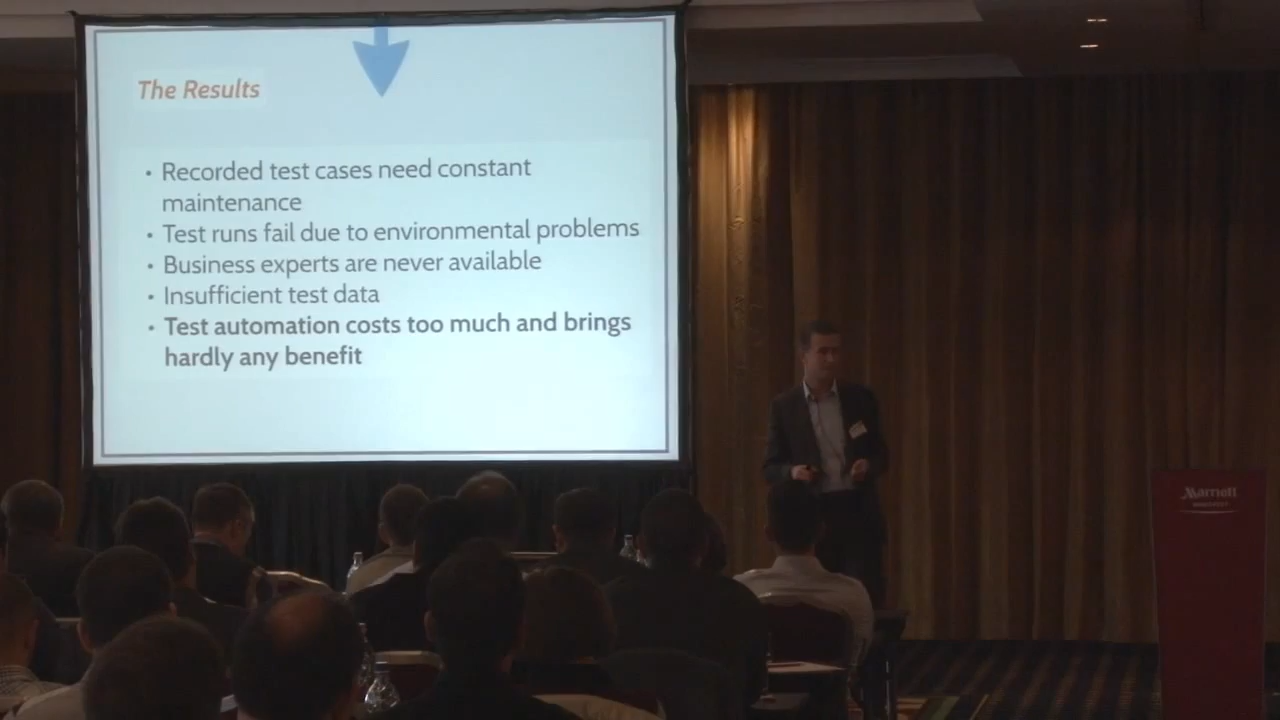 The Results
• Recorded test cases need constant
maintenance
• Test runs fail due to environmental problems
• Business experts are never available
• Insufficient test data
• Test automation costs too much and brings
hardly any benefit
Marriott